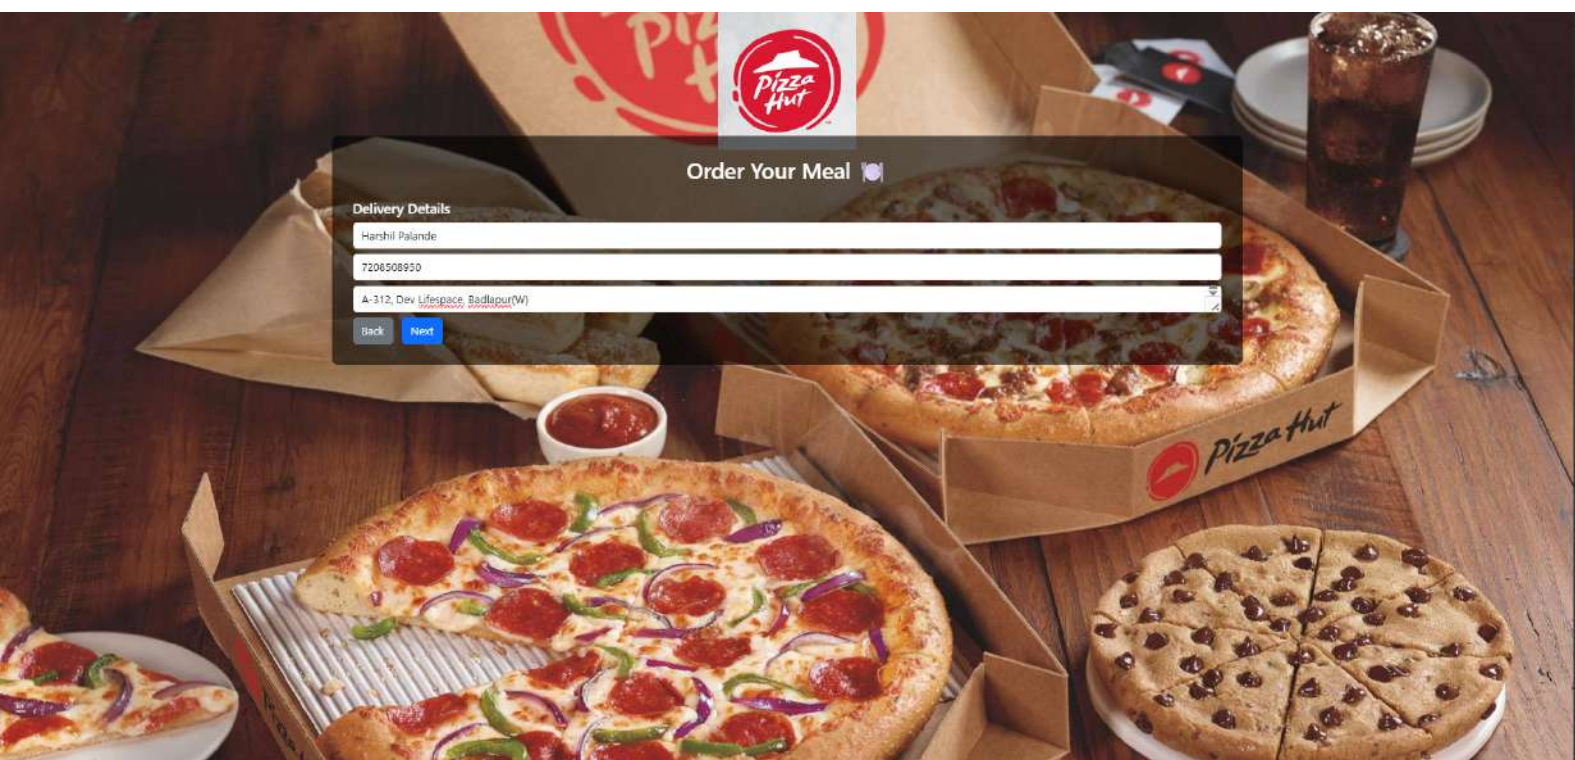 Pizza
Hut
Order Your Meal 🍽️
Delivery Details
Harshil Palande
7208508950
A-312, Dev Lifespace, Badlapur(W)
Back Next
Pizza Hut